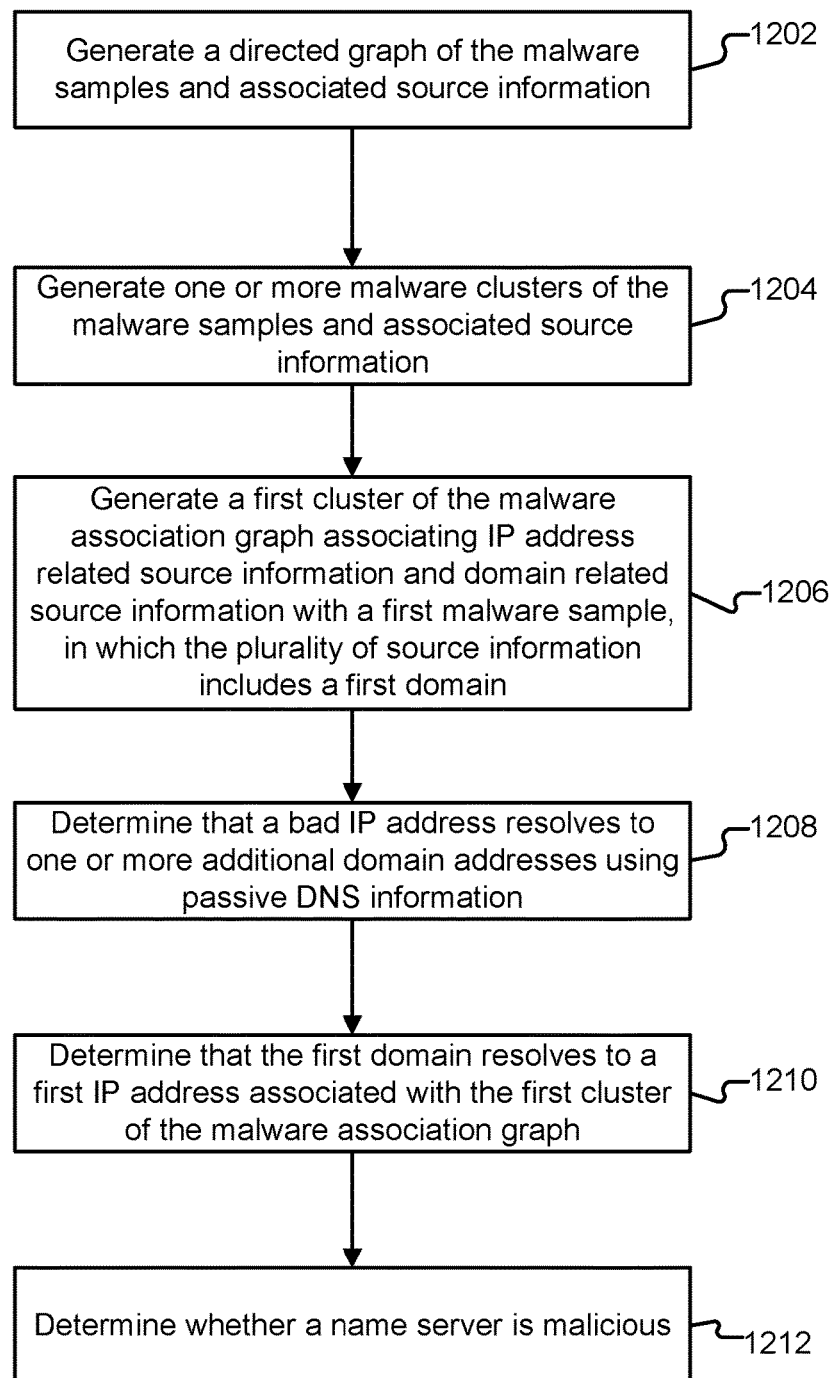 Generate a directed graph of the malware
samples and associated source information
1202
Generate one or more malware clusters of the
malware samples and associated source
information
1204
Generate a first cluster of the malware
association graph associating IP address
related source information and domain related
source information with a first malware sample,
in which the plurality of source information
includes a first domain
1206
Determine that a bad IP address resolves to
one or more additional domain addresses using
passive DNS information
1208
Determine that the first domain resolves to a
first IP address associated with the first cluster
of the malware association graph
1210
Determine whether a name server is malicious
1212